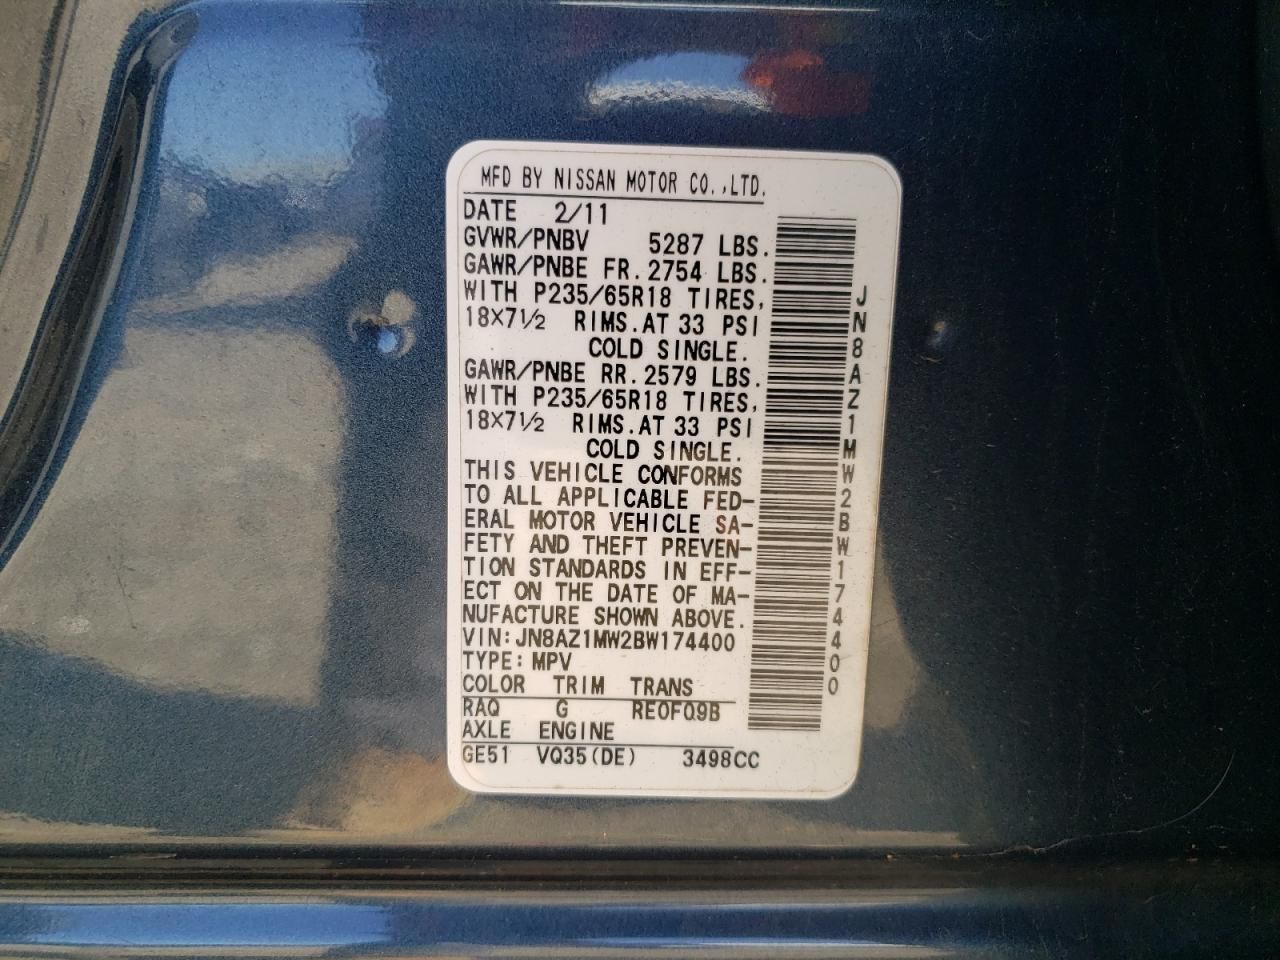 MFD BY NISSAN MOTOR CO.,LTD.
DATE 2/11
GVWR/PNBV 5287 LBS.
GAWR/PNBE FR. 2754 LBS.
WITH P235/65R18 TIRES,
18X7½ RIMS.AT 33 PSI
COLD SINGLE.
GAWR/PNBE RR. 2579 LBS.
WITH P235/65R18 TIRES,
18X7½ RIMS.AT 33 PSI
COLD SINGLE.
THIS VEHICLE CONFORMS
TO ALL APPLICABLE FED-
ERAL MOTOR VEHICLE SA-
FETY AND THEFT PREVEN-
TION STANDARDS IN EFF-
ECT ON THE DATE OF MA-
NUFACTURE SHOWN ABOVE.
VIN:JN8AZ1MW2BW174400
TYPE:MPV
COLOR TRIM TRANS
RAQ G RE0F09B
AXLE ENGINE
GE51 VQ35(DE) 3498CC
JN8AZ1MW2BW174400